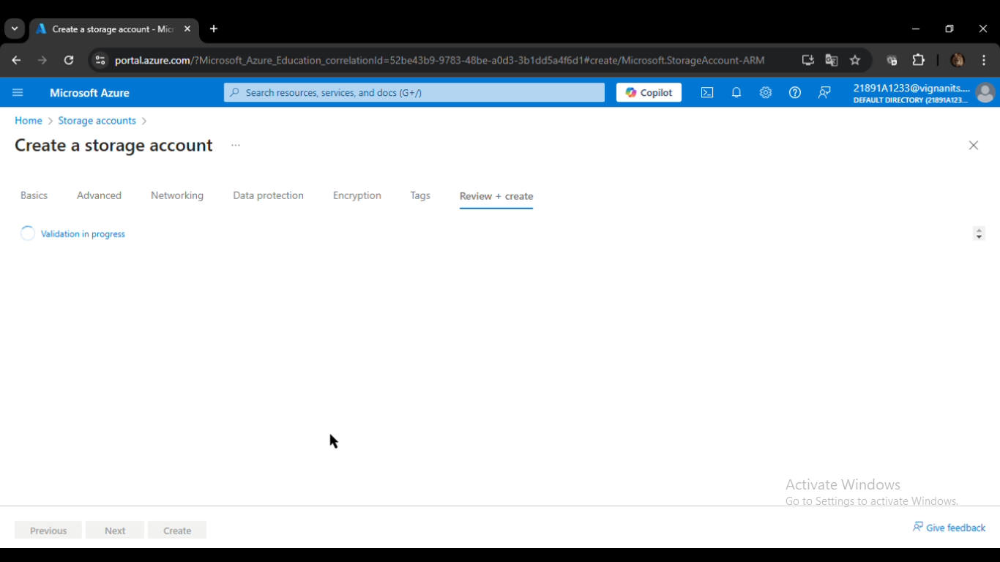 Create a storage account - Mic
portal.azure.com/?Microsoft_Azure_Education_correlationId=52be43b9-9783-48be-a0d3-3b1dd5a4f6d1#create/Microsoft.StorageAccount-ARM
Microsoft Azure
Search resources, services, and docs (G+/)
Copilot
21891A1233@vignanits....
DEFAULT DIRECTORY (21891A123...
Home > Storage accounts >
Create a storage account ...
Basics Advanced Networking Data protection Encryption Tags Review + create
Validation in progress
Activate Windows
Go to Settings to activate Windows.
Previous Next Create
Give feedback